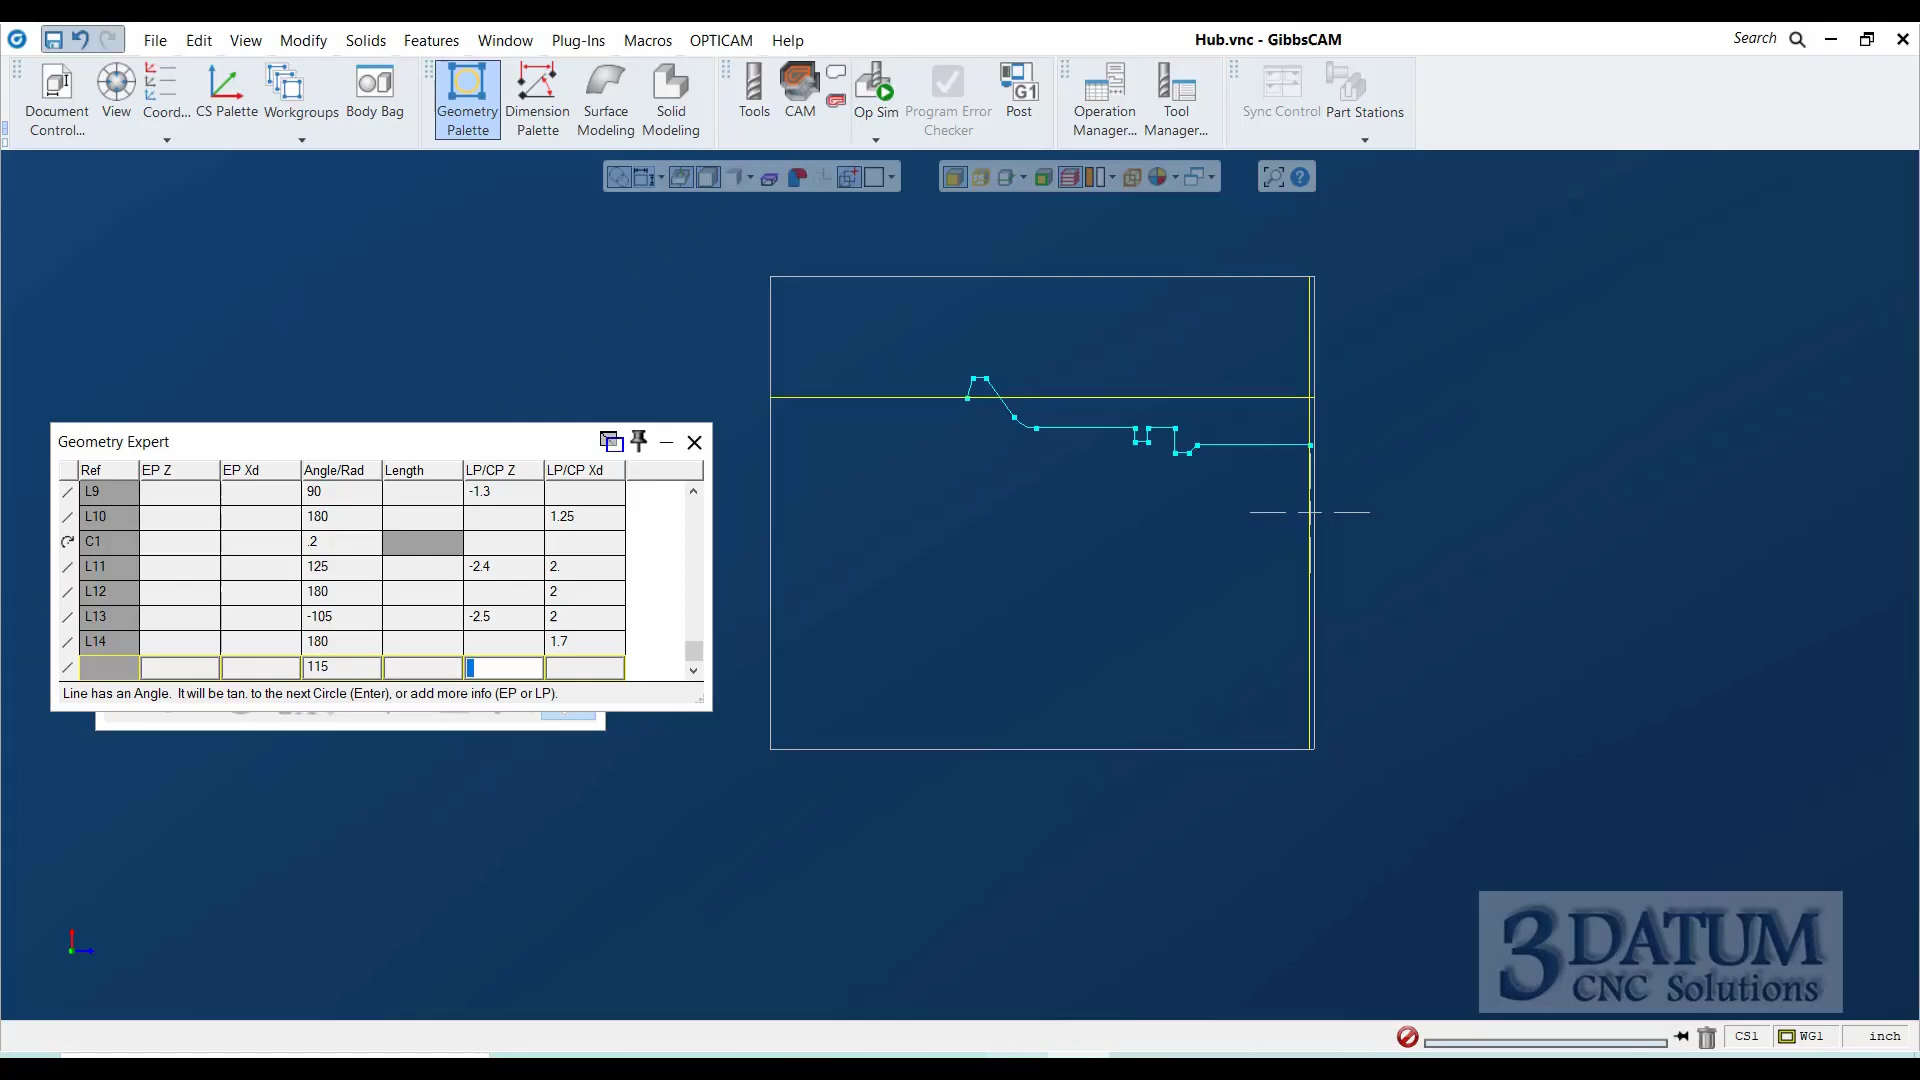 File Edit View Modify Solids Features Window Plug-Ins Macros OPTICAM Help
Hub.vnc - GibbsCAM
Search
Document Control...
View
Coord...
CS Palette
Workgroups
Body Bag
Geometry Palette
Dimension Palette
Surface Modeling
Solid Modeling
Tools
CAM
Op Sim
Program Error Checker
G1
Post
Operation Manager...
Tool Manager...
Sync Control
Part Stations
Geometry Expert
Ref EP Z EP Xd Angle/Rad Length LP/CP Z LP/CP Xd
L9 90 -1.3
L10 180 1.25
C1 .2
L11 125 -2.4 2.
L12 180 2
L13 -105 -2.5 2
L14 180 1.7
115
Line has an Angle. It will be tan. to the next Circle (Enter), or add more info (EP or LP).
3DATUM
CNC Solutions
CS1 WG1 inch